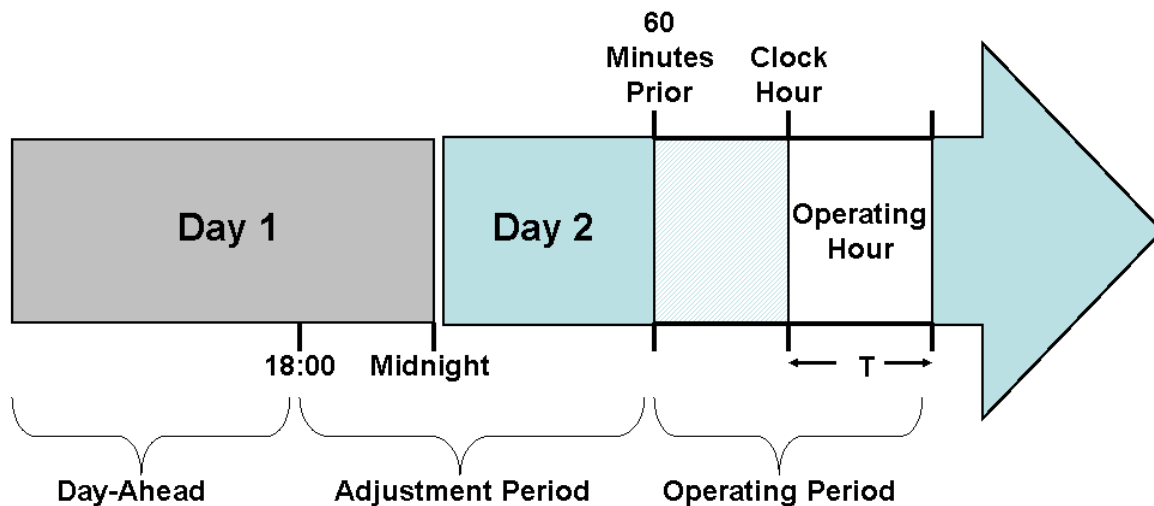 60
Minutes
Prior
Clock
Hour
Day 1
Day 2
Operating
Hour
18:00
Midnight
T
Day-Ahead
Adjustment Period
Operating Period